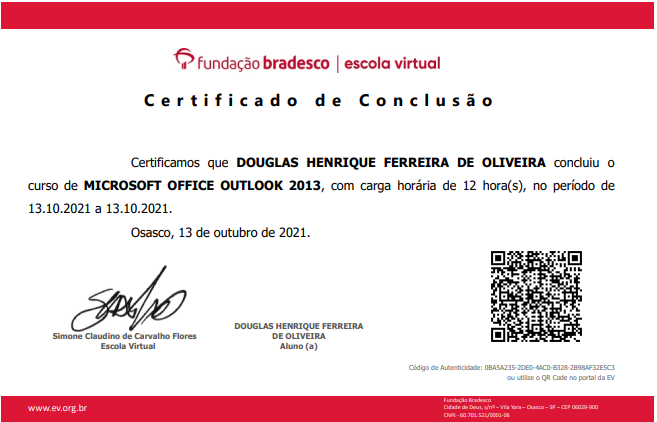 fundação bradesco | escola virtual
Certificado de Conclusão
Certificamos que DOUGLAS HENRIQUE FERREIRA DE OLIVEIRA concluiu o
curso de MICROSOFT OFFICE OUTLOOK 2013, com carga horária de 12 hora(s), no período de
13.10.2021 a 13.10.2021.
Osasco, 13 de outubro de 2021.
Simone Claudino de Carvalho Flores
Escola Virtual
DOUGLAS HENRIQUE FERREIRA
DE OLIVEIRA
Aluno (a)
Código de Autenticidade: 0BA5A235-2DE0-4AC0-B328-2B98AF32E5C3
ou utilize o QR Code no portal da EV
www.ev.org.br
Fundação Bradesco
Cidade de Deus, s/nº – Vila Yara – Osasco – SP – CEP 06029-900
CNPJ - 60.701.521/0001-06